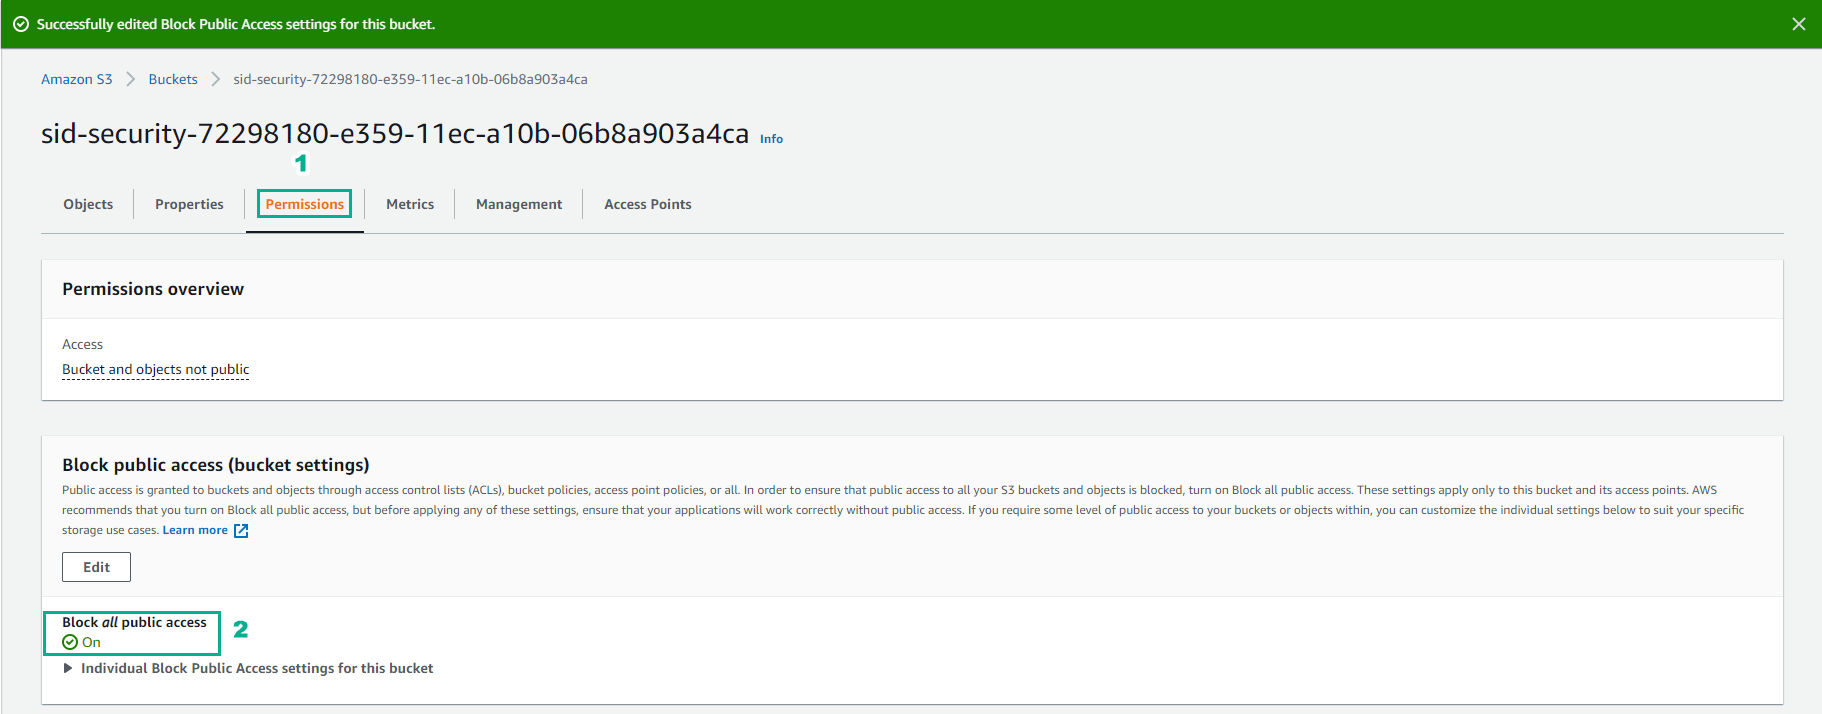 Successfully edited Block Public Access settings for this bucket.
Amazon S3 Buckets sid-security-72298180-e359-11ec-a10b-06b8a903a4ca
sid-security-72298180-e359-11ec-a10b-06b8a903a4ca Info
1
Objects Properties Permissions Metrics Management Access Points
Permissions overview
Access
Bucket and objects not public
Block public access (bucket settings)
Public access is granted to buckets and objects through access control lists (ACLs), bucket policies, access point policies, or all. In order to ensure that public access to all your S3 buckets and objects is blocked, turn on Block all public access. These settings apply only to this bucket and its access points. AWS
recommends that you turn on Block all public access, but before applying any of these settings, ensure that your applications will work correctly without public access. If you require some level of public access to your buckets or objects within, you can customize the individual settings below to suit your specific
storage use cases. Learn more
Edit
Block all public access 2
On
Individual Block Public Access settings for this bucket